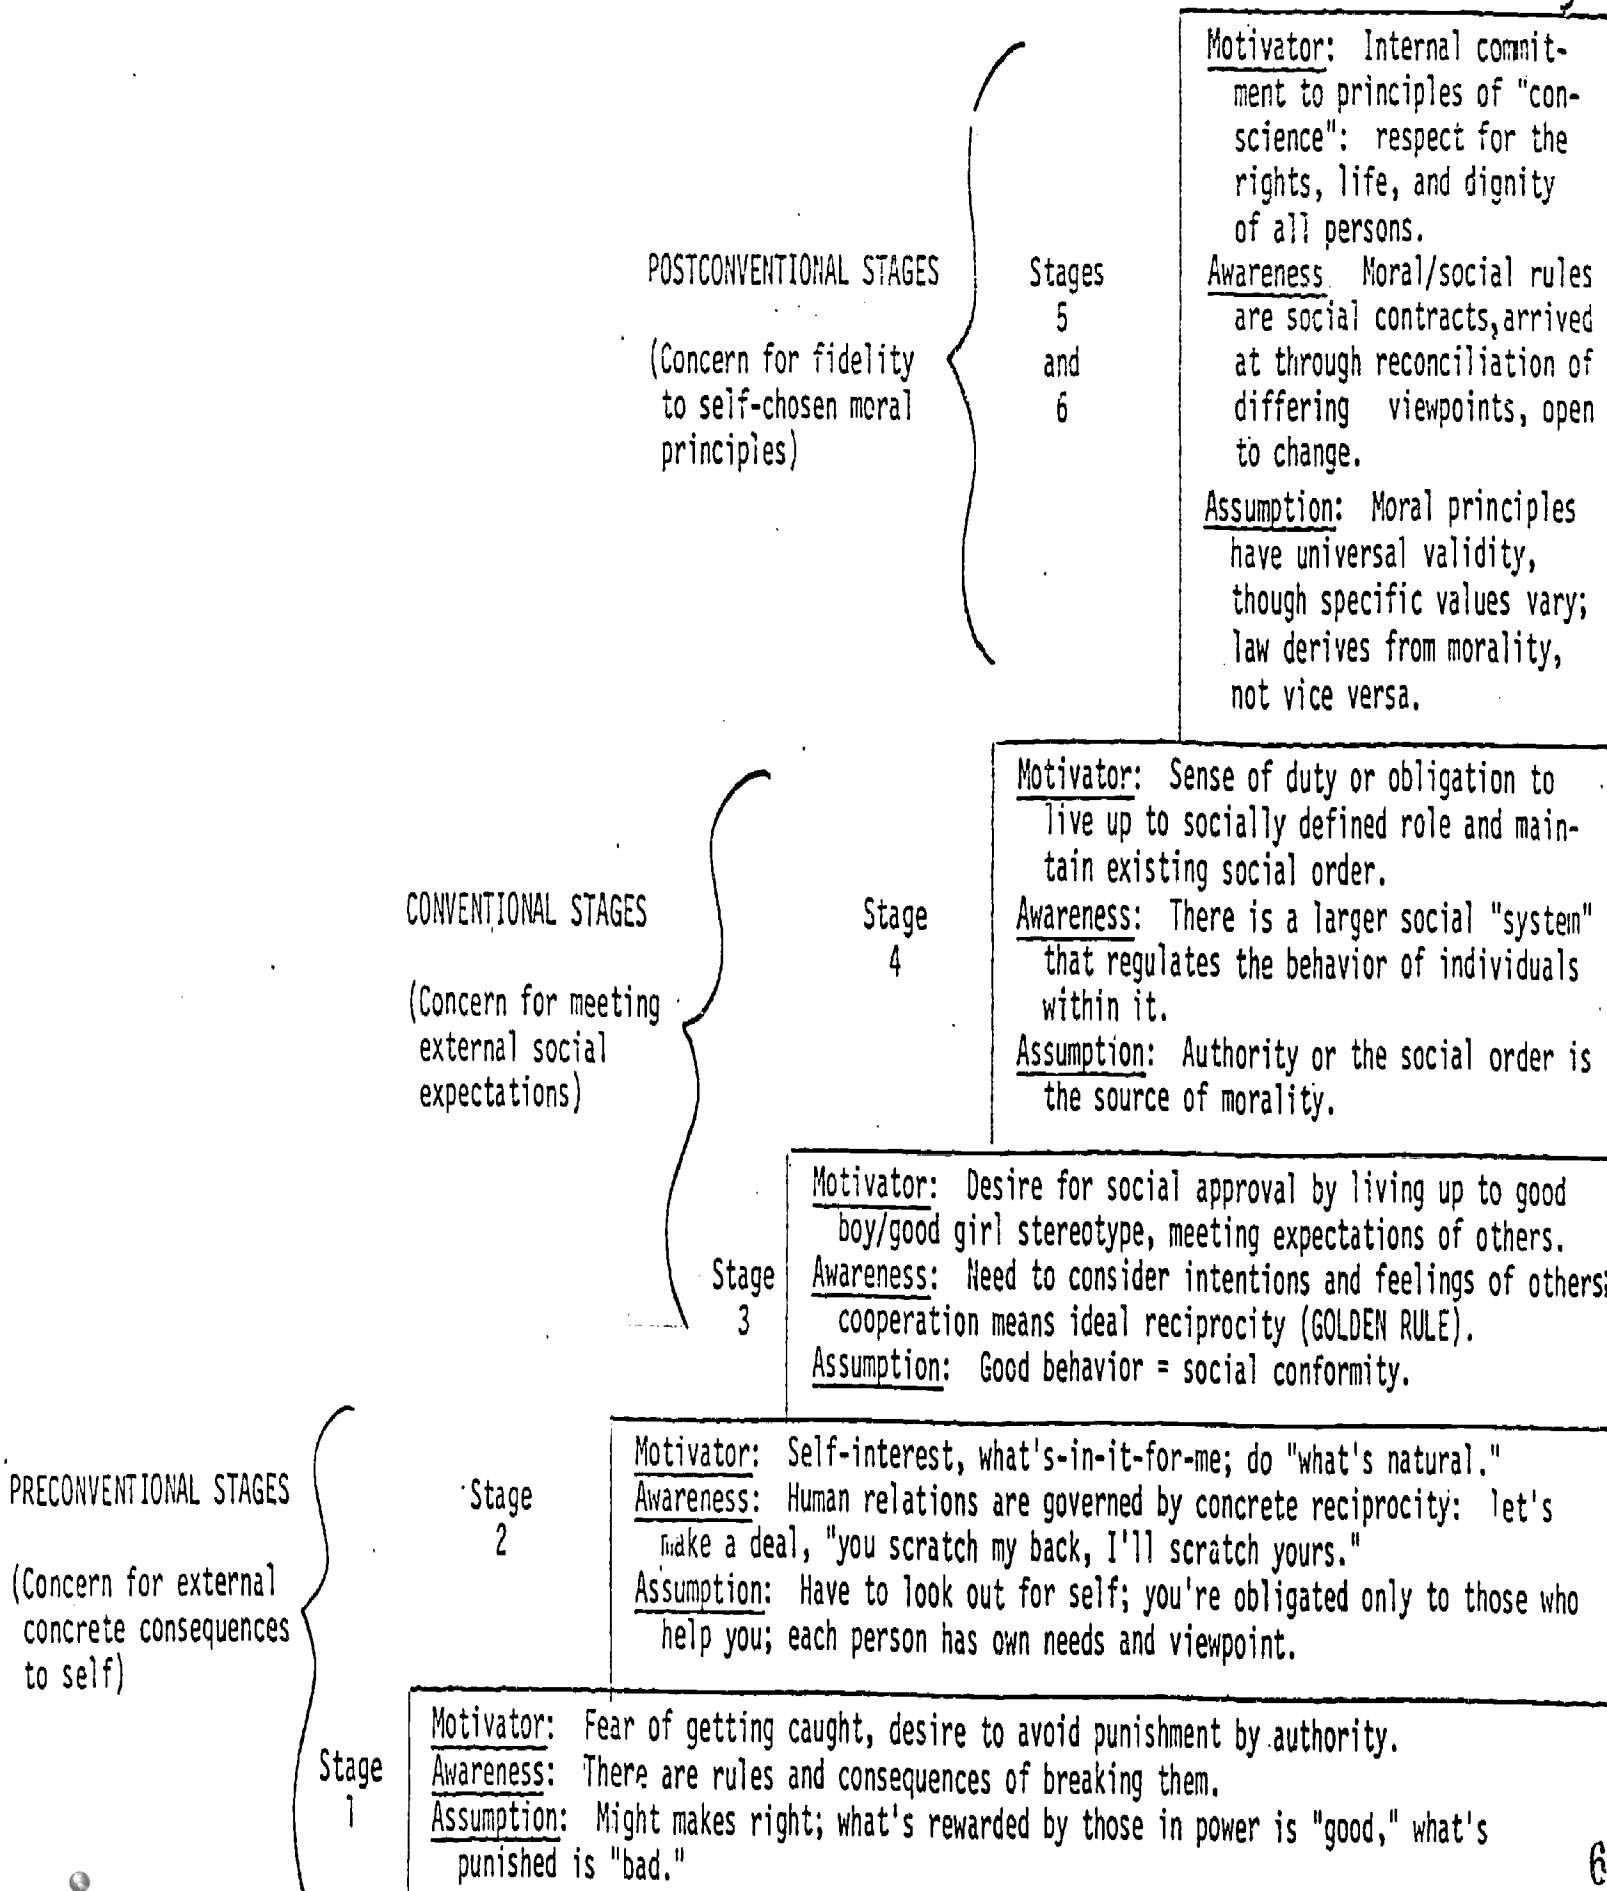 Motivator: Internal commit-
ment to principles of "con-
science": respect for the
rights, life, and dignity
of all persons.
POSTCONVENTIONAL STAGES
(Concern for fidelity
to self-chosen moral
principles)
Stages
5
and
6
Awareness Moral/social rules
are social contracts, arrived
at through reconciliation of
differing viewpoints, open
to change.
Assumption: Moral principles
have universal validity,
though specific values vary;
law derives from morality,
not vice versa.
CONVENTIONAL STAGES
(Concern for meeting
external social
expectations)
Stage
4
Motivator: Sense of duty or obligation to
live up to socially defined role and main-
tain existing social order.
Awareness: There is a larger social "system"
that regulates the behavior of individuals
within it.
Assumption: Authority or the social order is
the source of morality.
Stage
3
Motivator: Desire for social approval by living up to good
boy/good girl stereotype, meeting expectations of others.
Awareness: Need to consider intentions and feelings of others;
cooperation means ideal reciprocity (GOLDEN RULE).
Assumption: Good behavior = social conformity.
PRECONVENTIONAL STAGES
(Concern for external
concrete consequences
to self)
Stage
2
Motivator: Self-interest, what's-in-it-for-me; do "what's natural."
Awareness: Human relations are governed by concrete reciprocity: let's
make a deal, "you scratch my back, I'll scratch yours."
Assumption: Have to look out for self; you're obligated only to those who
help you; each person has own needs and viewpoint.
Stage
1
Motivator: Fear of getting caught, desire to avoid punishment by authority.
Awareness: There are rules and consequences of breaking them.
Assumption: Might makes right; what's rewarded by those in power is "good," what's
punished is "bad."
6